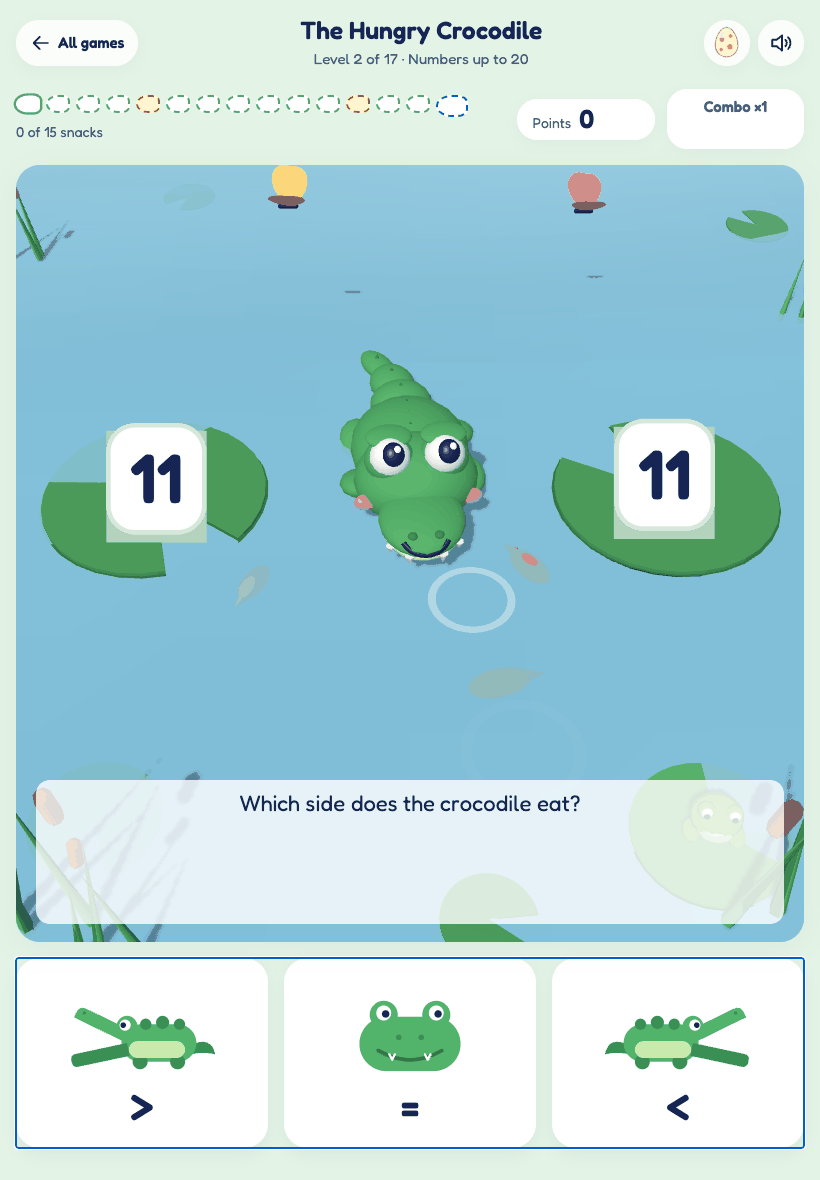 All games
The Hungry Crocodile
Level 2 of 17 · Numbers up to 20
0 of 15 snacks
Points 0
Combo ×1
11
11
Which side does the crocodile eat?
>
=
<